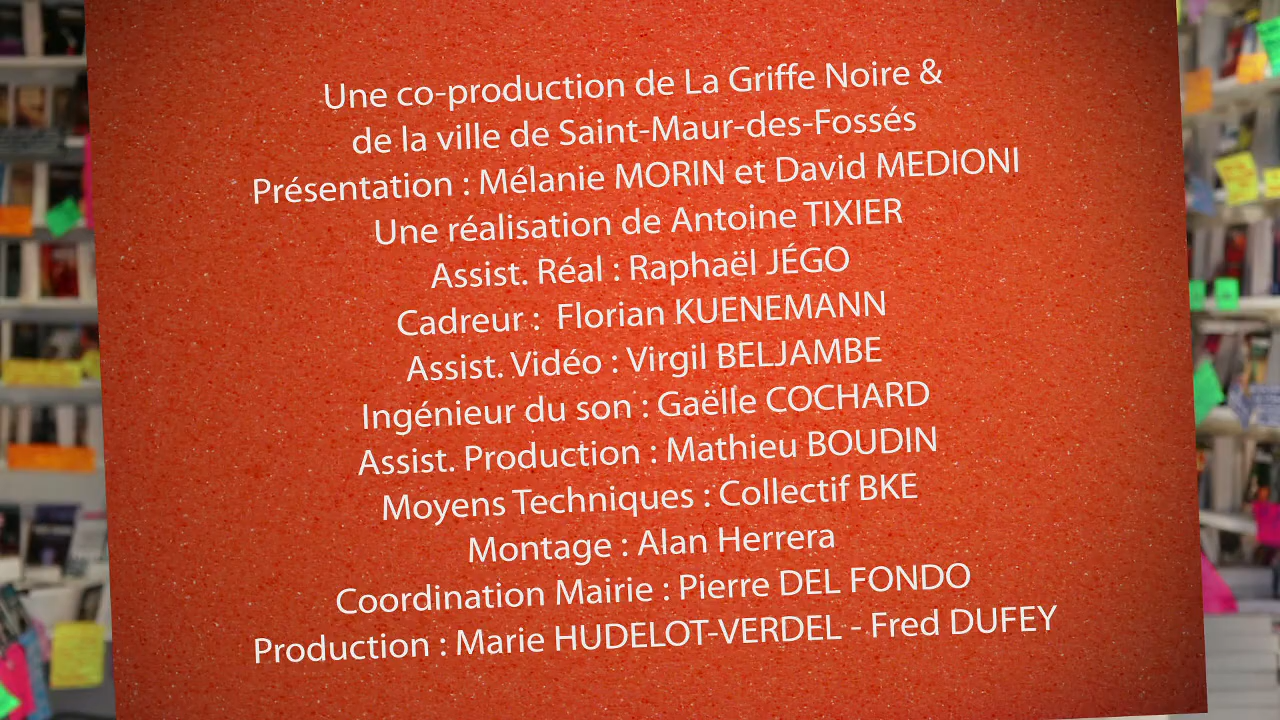 Une co-production de La Griffe Noire &
de la ville de Saint-Maur-des-Fossés
Présentation : Mélanie MORIN et David MEDIONI
Une réalisation de Antoine TIXIER
Assist. Réal : Raphaël JÉGO
Cadreur :  Florian KUENEMANN
Assist. Vidéo : Virgil BELJAMBE
Ingénieur du son : Gaëlle COCHARD
Assist. Production : Mathieu BOUDIN
Moyens Techniques : Collectif BKE
Montage : Alan Herrera
Coordination Mairie : Pierre DEL FONDO
Production : Marie HUDELOT-VERDEL - Fred DUFEY